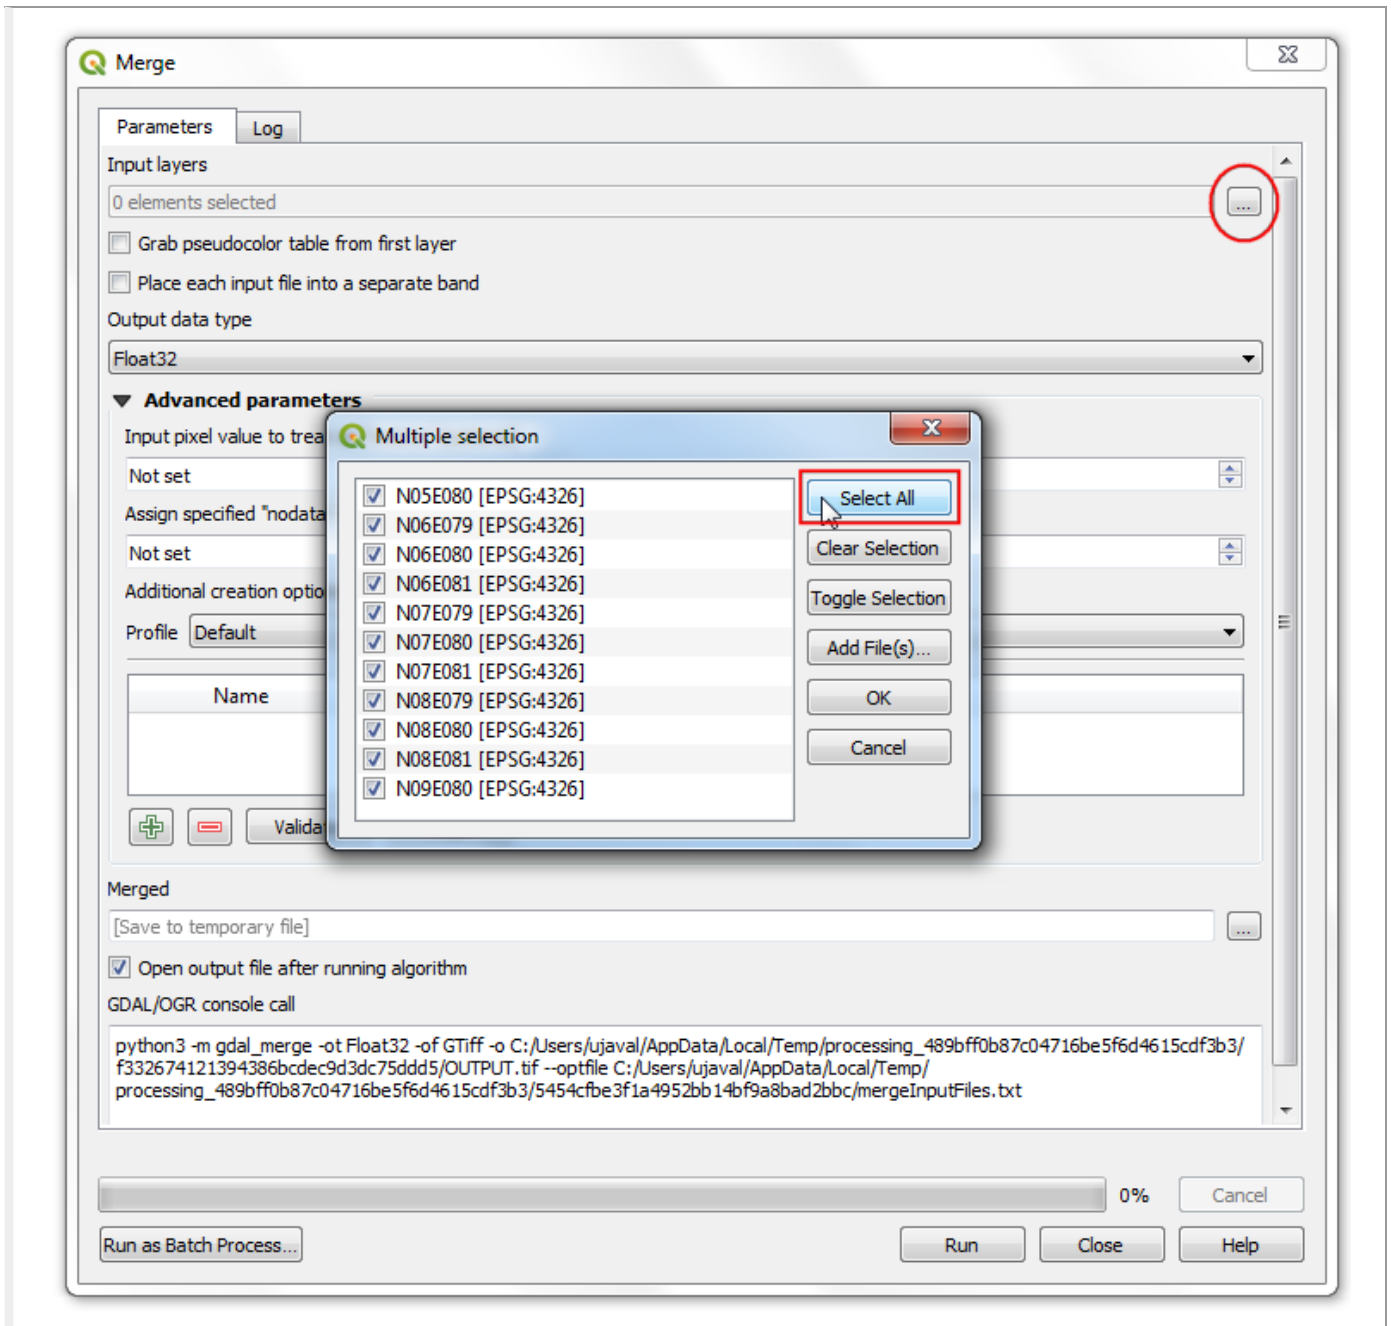 Merge
Parameters
Log
Input layers
0 elements selected
...
Grab pseudocolor table from first layer
Place each input file into a separate band
Output data type
Float32
Advanced parameters
Input pixel value to trea
Not set
Assign specified "nodata
Not set
Additional creation optio
Profile
Default
Name
Valida
Multiple selection
N05E080 [EPSG:4326]
N06E079 [EPSG:4326]
N06E080 [EPSG:4326]
N06E081 [EPSG:4326]
N07E079 [EPSG:4326]
N07E080 [EPSG:4326]
N07E081 [EPSG:4326]
N08E079 [EPSG:4326]
N08E080 [EPSG:4326]
N08E081 [EPSG:4326]
N09E080 [EPSG:4326]
Select All
Clear Selection
Toggle Selection
Add File(s)...
OK
Cancel
Merged
[Save to temporary file]
...
Open output file after running algorithm
GDAL/OGR console call
python3 -m gdal_merge -ot Float32 -of GTiff -o C:/Users/ujaval/AppData/Local/Temp/processing_489bff0b87c04716be5f6d4615cdf3b3/
f332674121394386bcdec9d3dc75ddd5/OUTPUT.tif --optfile C:/Users/ujaval/AppData/Local/Temp/
processing_489bff0b87c04716be5f6d4615cdf3b3/5454cfbe3f1a4952bb14bf9a8bad2bbc/mergeInputFiles.txt
0%
Cancel
Run as Batch Process...
Run
Close
Help